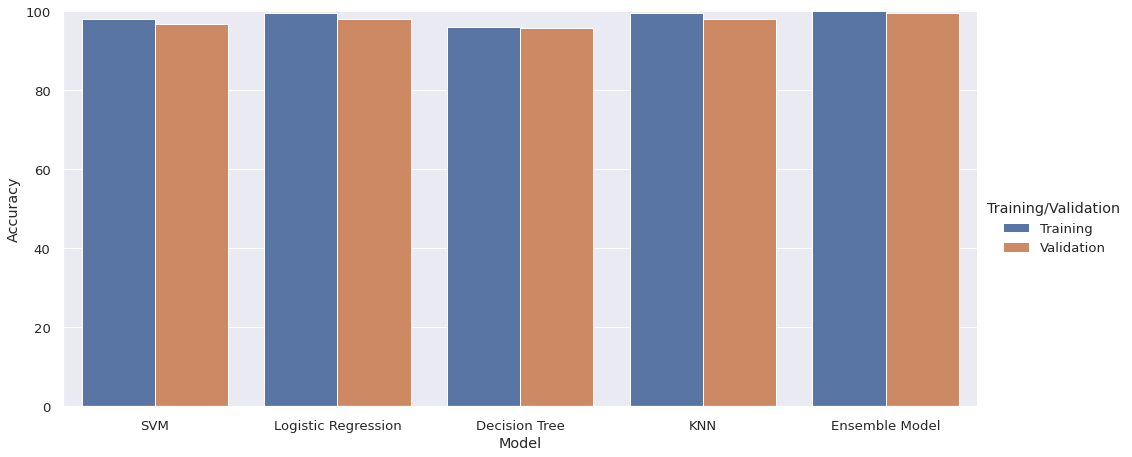 100
80
60
40
20
0
Accuracy
SVM
Logistic Regression
Decision Tree
KNN
Ensemble Model
Model
Training/Validation
Training
Validation